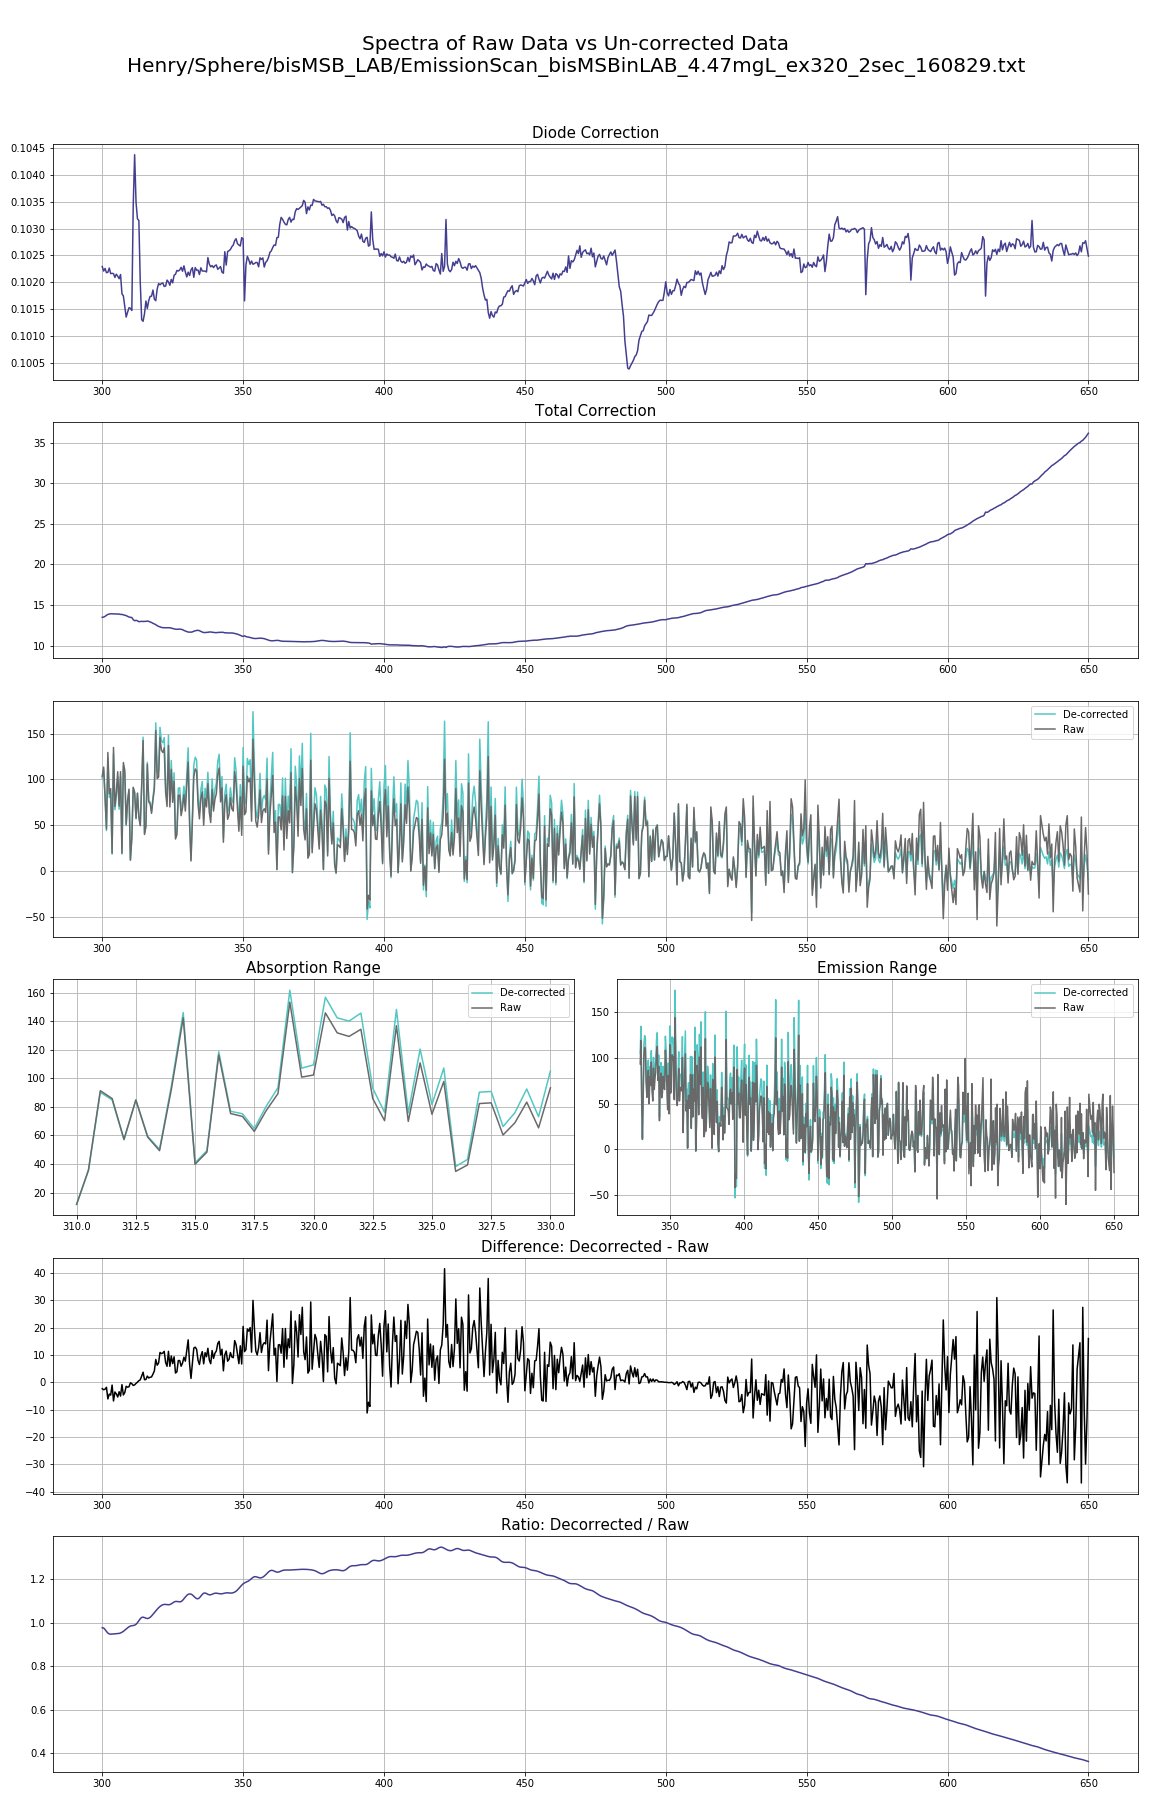 Spectra of Raw Data vs Un-corrected Data
Henry/Sphere/bisMSB_LAB/EmissionScan_bisMSBinLAB_4.47mgL_ex320_2sec_160829.txt
Diode Correction
0.1045
0.1040
0.1035
0.1030
0.1025
0.1020
0.1015
0.1010
0.1005
300 350 400 450 500 550 600 650
Total Correction
35
30
25
20
15
10
300 350 400 450 500 550 600 650
De-corrected
Raw
150
100
50
0
−50
300 350 400 450 500 550 600 650
Absorption Range
De-corrected
Raw
160
140
120
100
80
60
40
20
310.0 312.5 315.0 317.5 320.0 322.5 325.0 327.5 330.0
Emission Range
De-corrected
Raw
150
100
50
0
−50
350 400 450 500 550 600 650
Difference: Decorrected - Raw
40
30
20
10
0
−10
−20
−30
−40
300 350 400 450 500 550 600 650
Ratio: Decorrected / Raw
1.2
1.0
0.8
0.6
0.4
300 350 400 450 500 550 600 650